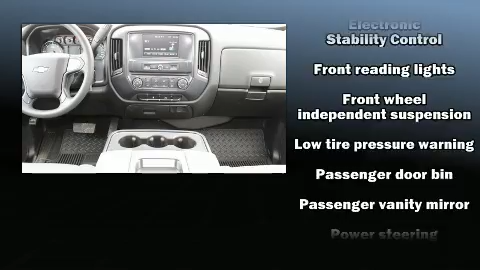 Electronic
Stability Control
Front reading lights
Front wheel
independent suspension
Low tire pressure warning
Passenger door bin
Passenger vanity mirror
Power steering